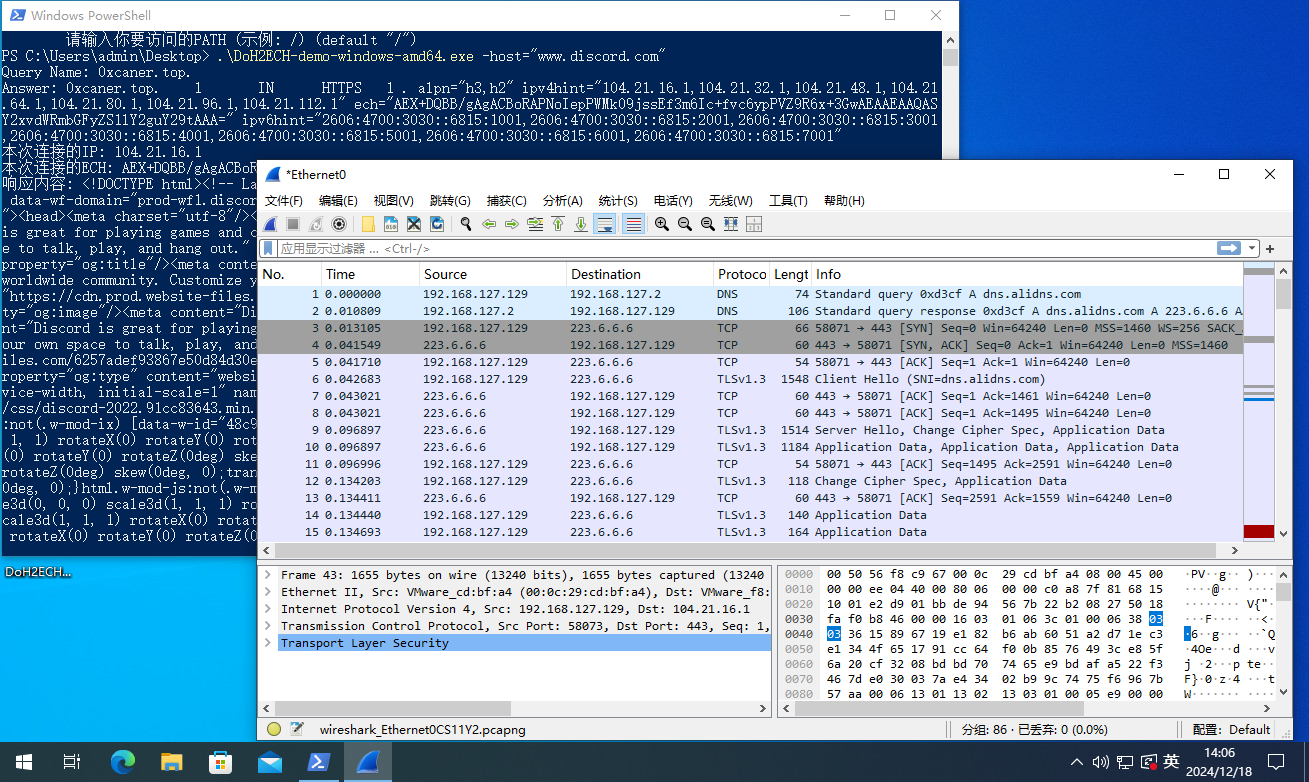 Windows PowerShell
请输入你要访问的PATH (示例: /) (default "/")
PS C:\Users\admin\Desktop> .\DoH2ECH-demo-windows-amd64.exe -host="www.discord.com"
Query Name: 0xcaner.top.
Answer: 0xcaner.top. 1 IN HTTPS 1 . alpn="h3,h2" ipv4hint="104.21.16.1,104.21.32.1,104.21.48.1,104.21
.64.1,104.21.80.1,104.21.96.1,104.21.112.1" ech="AEX+DQBB/gAgACBoRAPNoIepPWMk09jssEf3m6Ic+fvc6ypPVZ9R6x+3GwAEAAEAAQAS
Y2xvdWRmbGFyZS1lY2guY29tAAA=" ipv6hint="2606:4700:3030::6815:1001,2606:4700:3030::6815:2001,2606:4700:3030::6815:3001
,2606:4700:3030::6815:4001,2606:4700:3030::6815:5001,2606:4700:3030::6815:6001,2606:4700:3030::6815:7001"
本次连接的IP: 104.21.16.1
本次连接的ECH: AEX+DQBB/gAgACBoR
响应内容: <!DOCTYPE html><!-- La
data-wf-domain="prod-wf1.disco
"><head><meta charset="utf-8"/><
is great for playing games and c
e to talk, play, and hang out."
property="og:title"/><meta conte
worldwide community. Customize y
"https://cdn.prod.website-files.
ty="og:image"/><meta content="Di
nt="Discord is great for playing
our own space to talk, play, and
iles.com/6257adef93867e50d84d30e
roperty="og:type" content="websi
vice-width, initial-scale=1" nam
/css/discord-2022.91cc83643.min.
:not(.w-mod-ix) [data-w-id="48c9
1, 1) rotateX(0) rotateY(0) rot
(0) rotateZ(0deg) ske
rotateZ(0deg) skew(0deg, 0);tran
0deg, 0);}html.w-mod-js:not(.w-m
e3d(0, 0, 0) scale3d(1, 1, 1) ro
cale3d(1, 1, 1) rotateX(0) rotat
rotateX(0) rotateY(0) rotateZ(0
*Ethernet0
文件(F) 编辑(E) 视图(V) 跳转(G) 捕获(C) 分析(A) 统计(S) 电话(Y) 无线(W) 工具(T) 帮助(H)
应用显示过滤器 … <Ctrl-/>
No. Time Source Destination Protoco Lengt Info
1 0.000000 192.168.127.129 192.168.127.2 DNS 74 Standard query 0xd3cf A dns.alidns.com
2 0.010809 192.168.127.2 192.168.127.129 DNS 106 Standard query response 0xd3cf A dns.alidns.com A 223.6.6.6 A
3 0.013105 192.168.127.129 223.6.6.6 TCP 66 58071 → 443 [SYN] Seq=0 Win=64240 Len=0 MSS=1460 WS=256 SACK_
4 0.041549 223.6.6.6 192.168.127.129 TCP 60 443 → 58071 [SYN, ACK] Seq=0 Ack=1 Win=64240 Len=0 MSS=1460
5 0.041710 192.168.127.129 223.6.6.6 TCP 54 58071 → 443 [ACK] Seq=1 Ack=1 Win=64240 Len=0
6 0.042683 192.168.127.129 223.6.6.6 TLSv1.3 1548 Client Hello (SNI=dns.alidns.com)
7 0.043021 223.6.6.6 192.168.127.129 TCP 60 443 → 58071 [ACK] Seq=1 Ack=1461 Win=64240 Len=0
8 0.043021 223.6.6.6 192.168.127.129 TCP 60 443 → 58071 [ACK] Seq=1 Ack=1495 Win=64240 Len=0
9 0.096897 223.6.6.6 192.168.127.129 TLSv1.3 1514 Server Hello, Change Cipher Spec, Application Data
10 0.096897 223.6.6.6 192.168.127.129 TLSv1.3 1184 Application Data, Application Data, Application Data
11 0.096996 192.168.127.129 223.6.6.6 TCP 54 58071 → 443 [ACK] Seq=1495 Ack=2591 Win=64240 Len=0
12 0.134203 192.168.127.129 223.6.6.6 TLSv1.3 118 Change Cipher Spec, Application Data
13 0.134411 223.6.6.6 192.168.127.129 TCP 60 443 → 58071 [ACK] Seq=2591 Ack=1559 Win=64240 Len=0
14 0.134440 192.168.127.129 223.6.6.6 TLSv1.3 140 Application Data
15 0.134693 192.168.127.129 223.6.6.6 TLSv1.3 164 Application Data
Frame 43: 1655 bytes on wire (13240 bits), 1655 bytes captured (13240
Ethernet II, Src: VMware_cd:bf:a4 (00:0c:29:cd:bf:a4), Dst: VMware_f8:
Internet Protocol Version 4, Src: 192.168.127.129, Dst: 104.21.16.1
Transmission Control Protocol, Src Port: 58073, Dst Port: 443, Seq: 1,
Transport Layer Security
0000 00 50 56 f8 c9 67 00 0c 29 cd bf a4 08 00 45 00 ·PV··g·· )·····
0010 00 00 ee 04 40 00 80 06 00 00 c0 a8 7f 81 68 15 ····@···
0020 10 01 e2 d9 01 bb de 94 56 7b 22 b2 08 27 50 18 ········ V{"
0030 fa f0 b8 46 00 00 16 03 01 06 3c 01 00 06 38 03 ···F···· ··<
0040 03 36 15 89 67 19 e1 82 b6 ab 60 51 a2 d7 1e c3 ·6··g··· ··`Q
0050 e1 34 4f 65 17 91 cc 64 f0 0b 85 76 49 3c e8 5f ·4Oe···d ···v
0060 6a 20 cf 32 08 bd bd 70 74 65 e9 bd af a5 22 f3 j ·2···p te··
0070 46 7d e0 30 03 7a e4 34 02 b9 9c 74 75 f6 96 7b F}·0·z·4 ···t
0080 57 aa 00 06 13 01 13 02 13 03 01 00 05 e9 00 00 W·······
wireshark_Ethernet0CS11Y2.pcapng
分组: 86 · 已丢弃: 0 (0.0%)
配置: Default
DoH2ECH...
英
14:06
2024/12/18